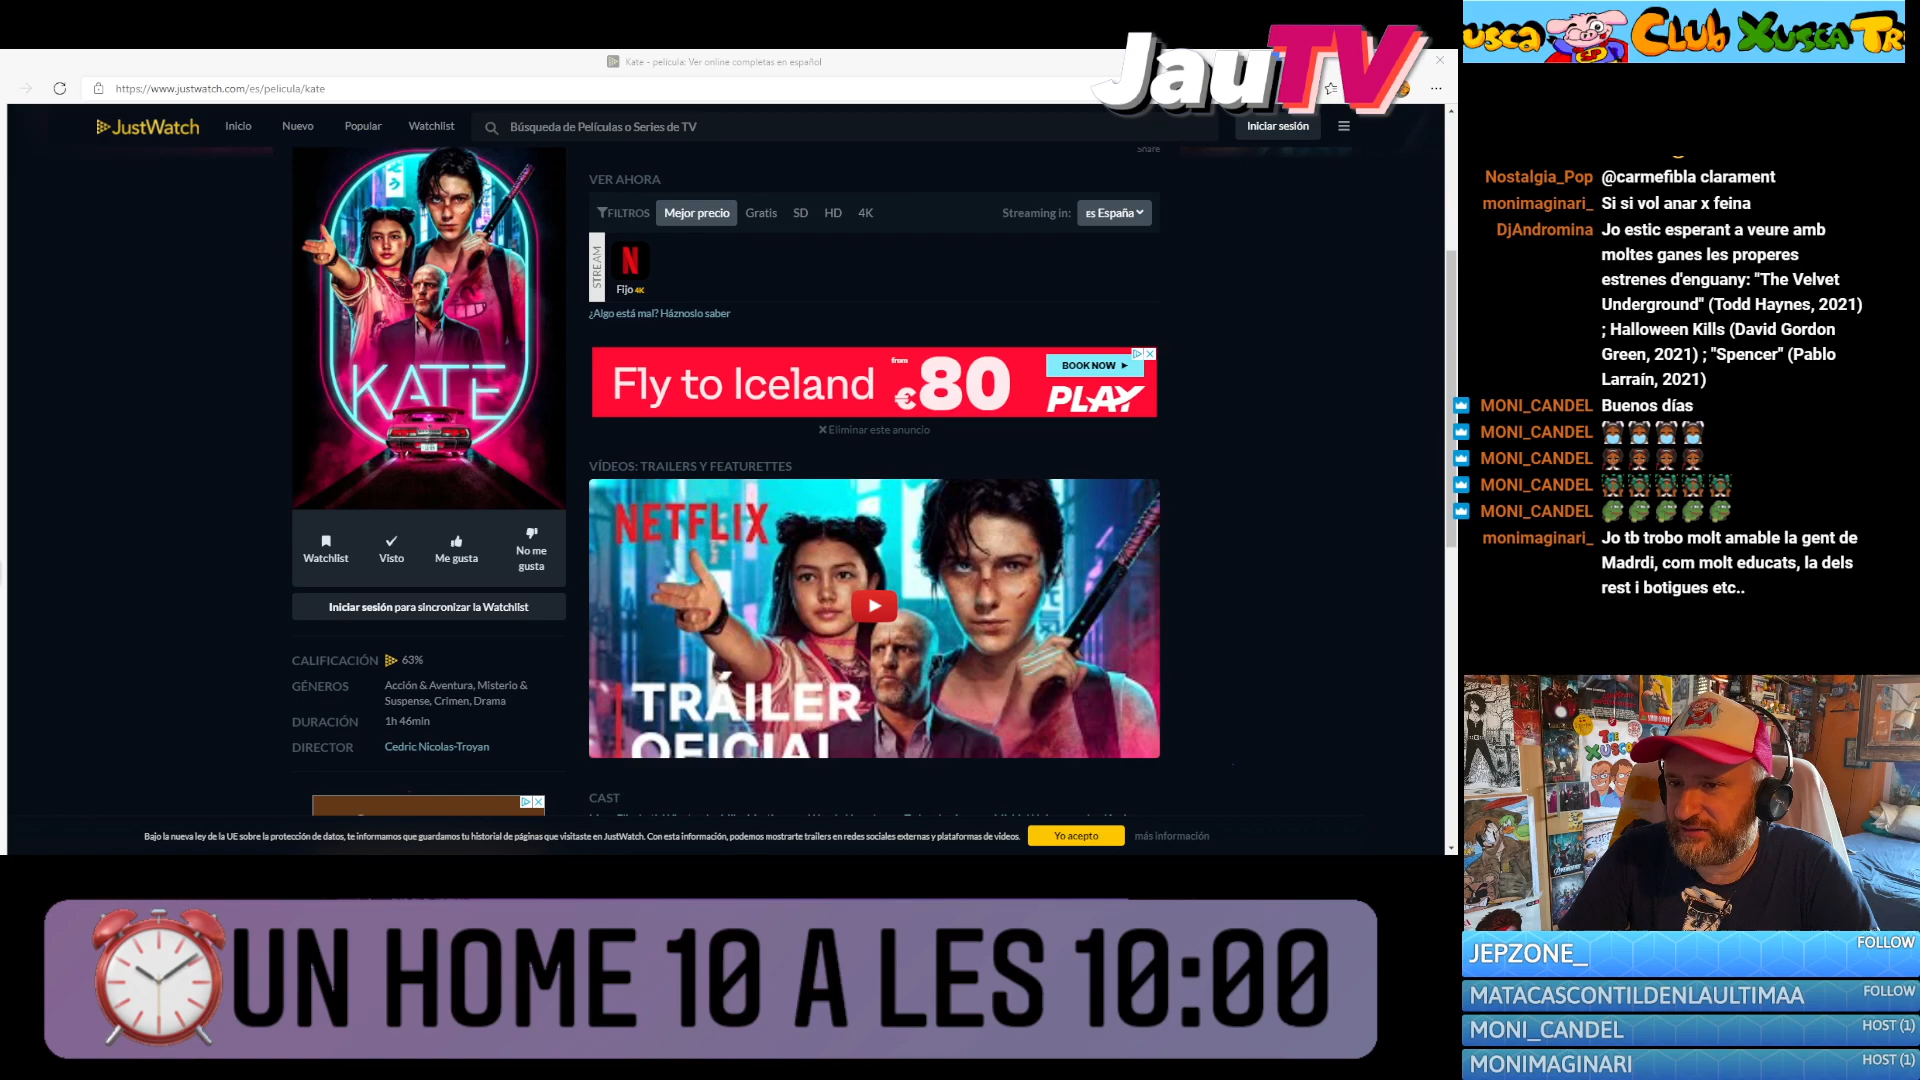 JauTV
usca Club Xusca Tr
Kate - película: Ver online completas en español
https://www.justwatch.com/es/pelicula/kate
JustWatch
Inicio
Nuevo
Popular
Watchlist
Búsqueda de Películas o Series de TV
Iniciar sesión
Share
KATE
VER AHORA
FILTROS
Mejor precio
Gratis
SD
HD
4K
Streaming in:
ES España
STREAM
N
Fijo 4K
¿Algo está mal? Háznoslo saber
Fly to Iceland from €80
BOOK NOW
PLAY
Eliminar este anuncio
VÍDEOS: TRAILERS Y FEATURETTES
NETFLIX
TRÁILER
OFICIAL
Watchlist
Visto
Me gusta
No me
gusta
Iniciar sesión para sincronizar la Watchlist
CALIFICACIÓN 63%
GÉNEROS Acción & Aventura, Misterio &
Suspense, Crimen, Drama
DURACIÓN 1h 46min
DIRECTOR Cedric Nicolas-Troyan
CAST
Bajo la nueva ley de la UE sobre la protección de datos, te informamos que guardamos tu historial de páginas que visitaste en JustWatch. Con esta información, podemos mostrarte trailers en redes sociales externas y plataformas de videos.
Yo acepto
más información
UN HOME 10 A LES 10:00
Nostalgia_Pop @carmefibla clarament
monimaginari_ Si si vol anar x feina
DjAndromina Jo estic esperant a veure amb
moltes ganes les properes
estrenes d'enguany: "The Velvet
Underground" (Todd Haynes, 2021)
; Halloween Kills (David Gordon
Green, 2021) ; "Spencer" (Pablo
Larraín, 2021)
MONI_CANDEL Buenos días
MONI_CANDEL
MONI_CANDEL
MONI_CANDEL
MONI_CANDEL
monimaginari_ Jo tb trobo molt amable la gent de
Madrdi, com molt educats, la dels
rest i botigues etc..
THE
XUSCO
JEPZONE_ FOLLOW
MATACASCONTILDENLAULTIMAA FOLLOW
MONI_CANDEL HOST (1)
MONIMAGINARI HOST (1)